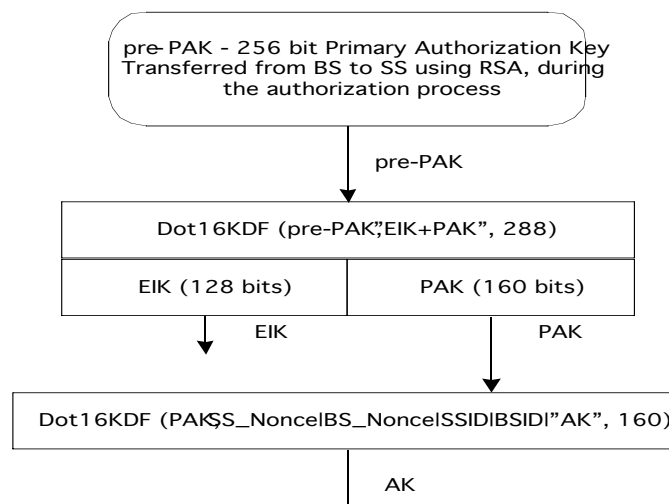 pre-PAK - 256 bit Primary Authorization Key
Transferred from BS to SS using RSA, during
the authorization process
pre-PAK
Dot16KDF (pre-PAK,"EIK+PAK", 288)
EIK (128 bits)
PAK (160 bits)
EIK
PAK
Dot16KDF (PAK,SS_Nonce|BS_Nonce|SSID|BSID|"AK", 160)
AK